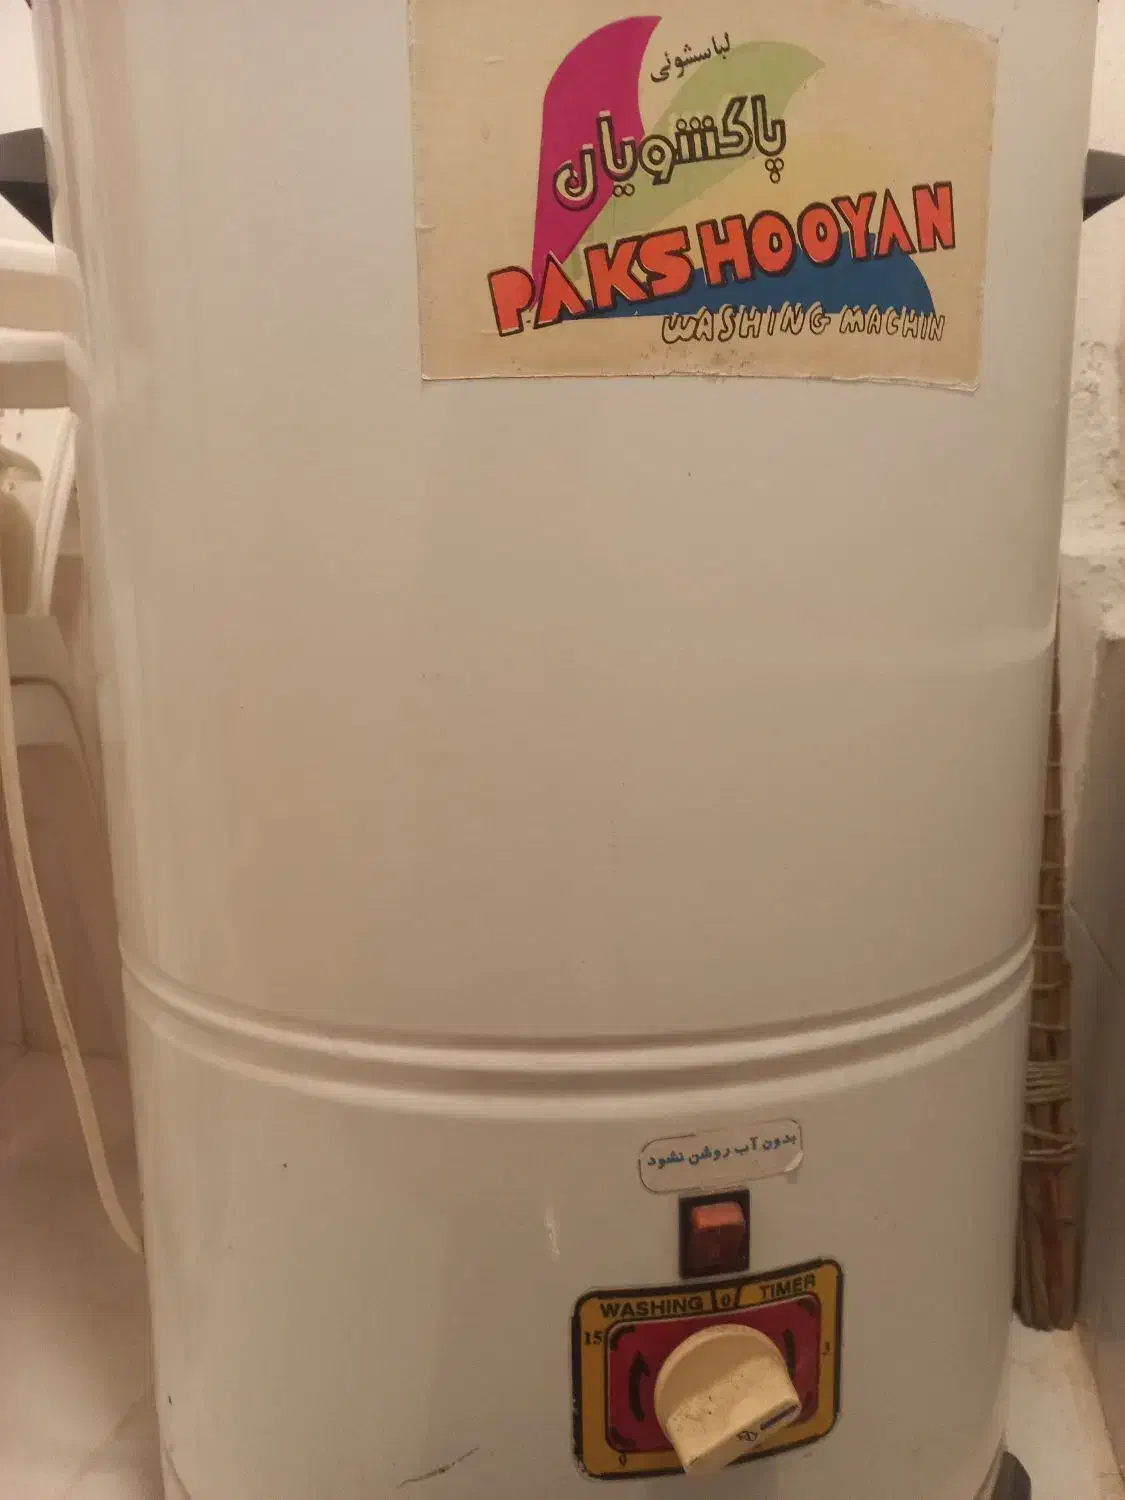 لباسشوئی
پاکشویان
PAKSHOOYAN
WASHING MACHIN
بدون آب روشن نشود
WASHING 0 TIMER
15
3
9